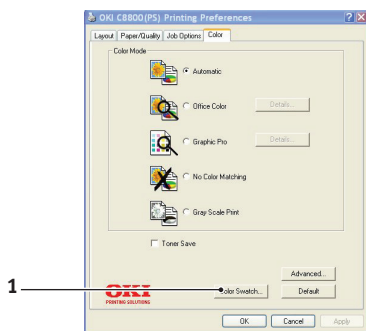 OKI C8800(PS) Printing Preferences
Layout Paper/Quality Job Options Color
Color Mode
Automatic
Office Color Details...
Graphic Pro Details...
No Color Matching
Gray Scale Print
Toner Save
Advanced...
1
OKI
PRINTING SOLUTIONS
Color Swatch... Default
OK Cancel Apply